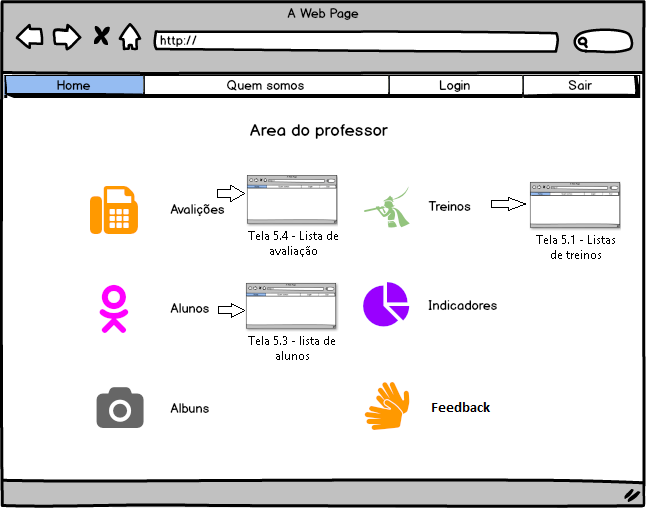 A Web Page
http://
Home Quem somos Login Sair
Area do professor
Avalições
Tela 5.4 - Lista de
avaliação
Treinos
Tela 5.1 - Listas
de treinos
Alunos
Tela 5.3 - lista de
alunos
Indicadores
Albuns
Feedback